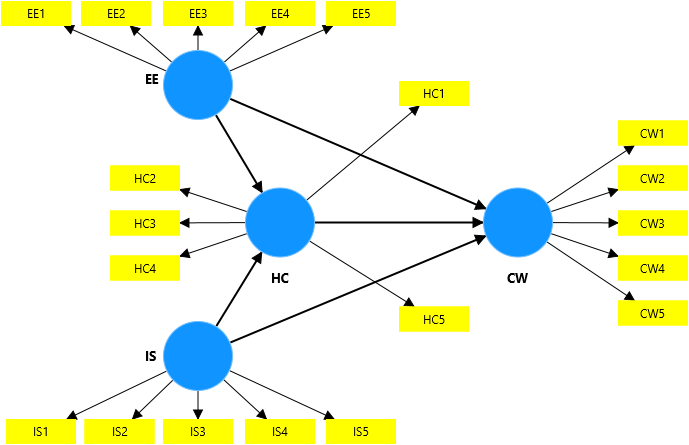 EE1 EE2 EE3 EE4 EE5
EE
HC1
CW1
HC2
CW2
HC3
CW3
HC4
CW4
HC
CW
CW5
HC5
IS
IS1 IS2 IS3 IS4 IS5